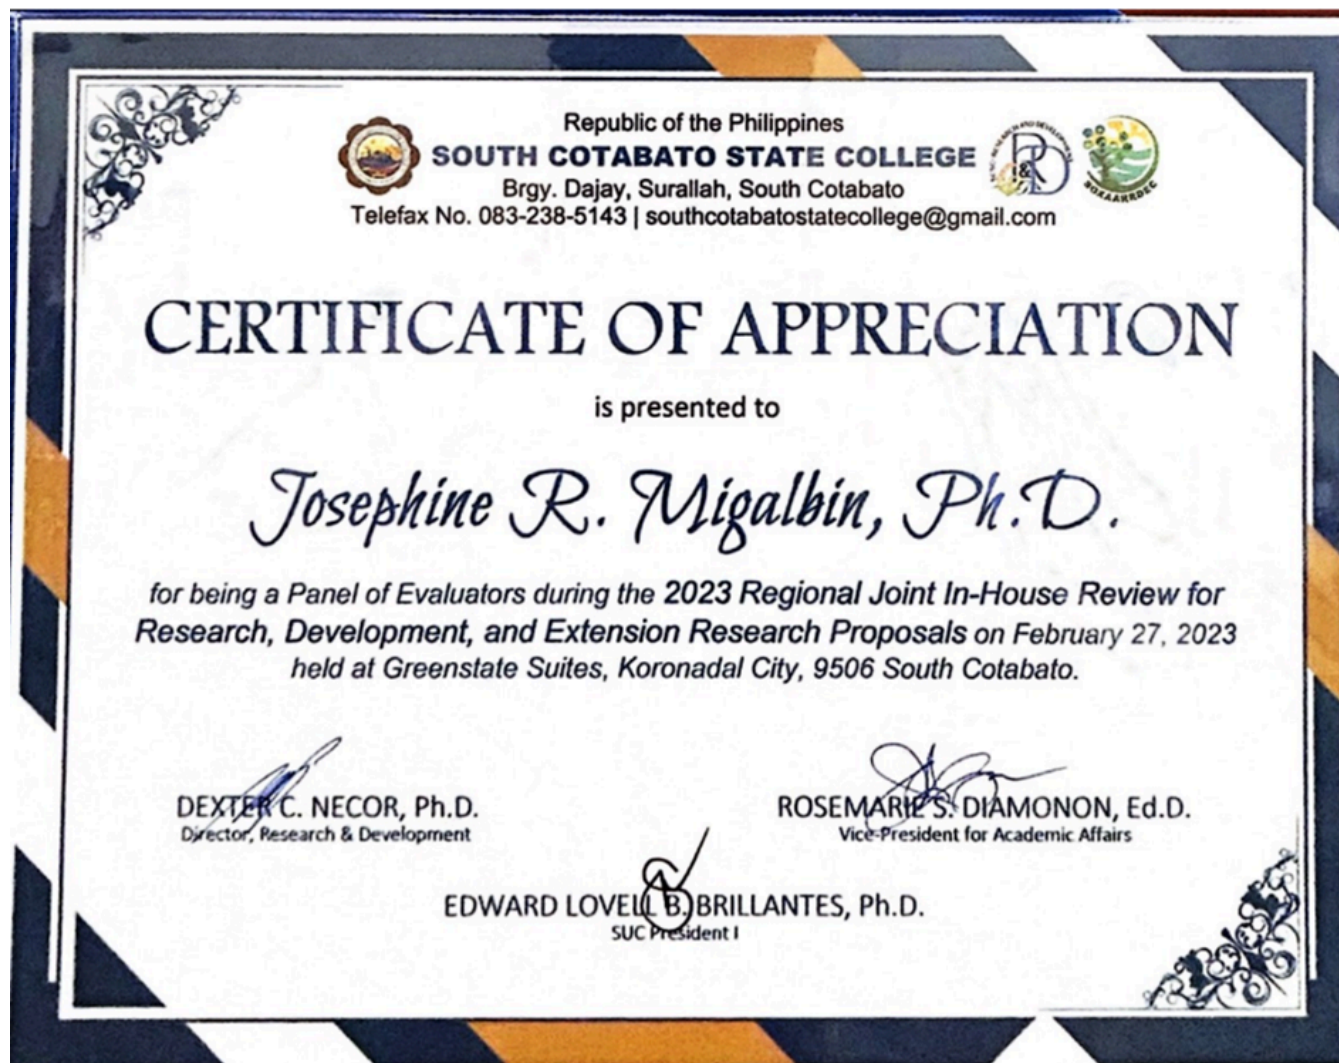 Republic of the Philippines
SOUTH COTABATO STATE COLLEGE
Brgy. Dajay, Surallah, South Cotabato
Telefax No. 083-238-5143 | southcotabatostatecollege@gmail.com
R&D
SOXAARRDEC
CERTIFICATE OF APPRECIATION
is presented to
Josephine R. Migalbin, Ph.D.
for being a Panel of Evaluators during the 2023 Regional Joint In-House Review for
Research, Development, and Extension Research Proposals on February 27, 2023
held at Greenstate Suites, Koronadal City, 9506 South Cotabato.
DEXTER C. NECOR, Ph.D.
Director, Research & Development
ROSEMARIE S. DIAMONON, Ed.D.
Vice-President for Academic Affairs
EDWARD LOVELL B. BRILLANTES, Ph.D.
SUC President I